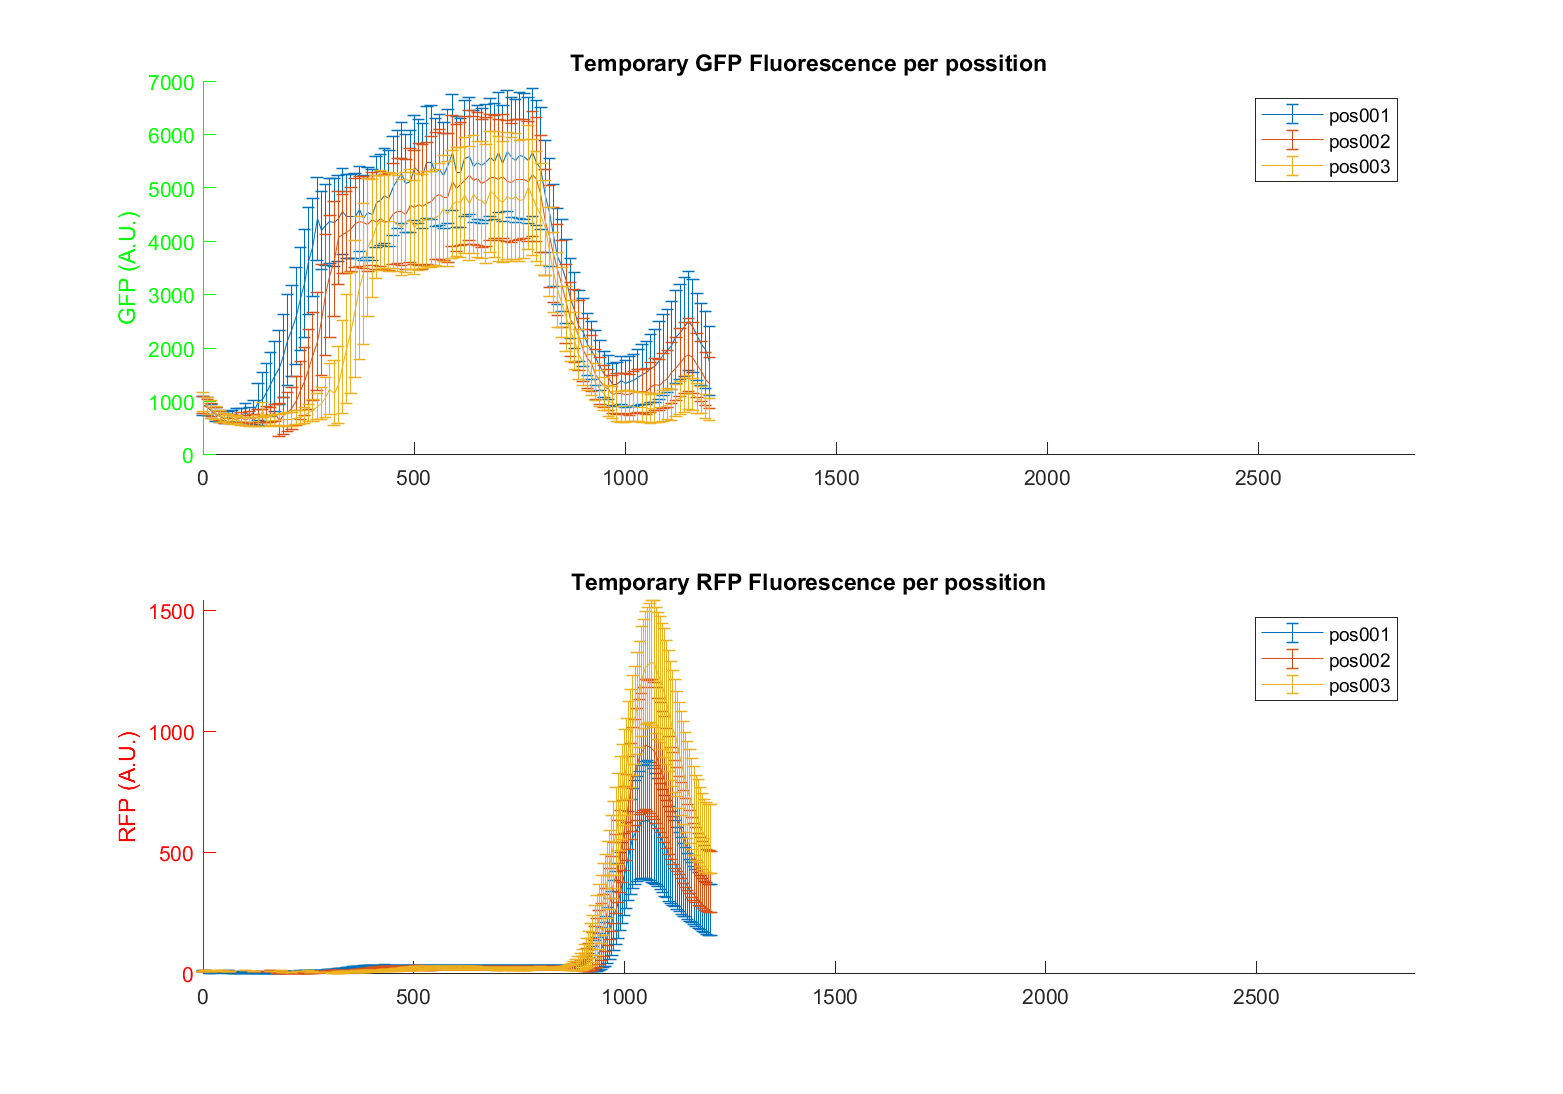 Temporary GFP Fluorescence per possition
7000
6000
5000
4000
3000
2000
1000
0
GFP (A.U.)
0 500 1000 1500 2000 2500
pos001
pos002
pos003
Temporary RFP Fluorescence per possition
1500
1000
500
0
RFP (A.U.)
0 500 1000 1500 2000 2500
pos001
pos002
pos003